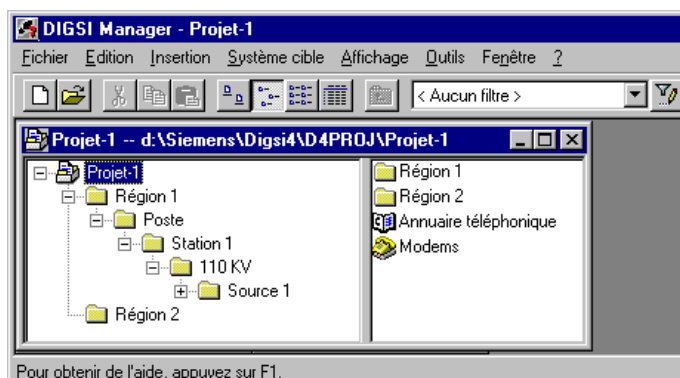 DIGSI Manager - Projet-1
Fichier Edition Insertion Système cible Affichage Outils Fenêtre ?
< Aucun filtre >
Projet-1 -- d:\Siemens\Digsi4\D4PROJ\Projet-1
Projet-1
Région 1
Poste
Station 1
110 KV
Source 1
Région 2
Région 1
Région 2
Annuaire téléphonique
Modems
Pour obtenir de l'aide, appuyez sur F1.